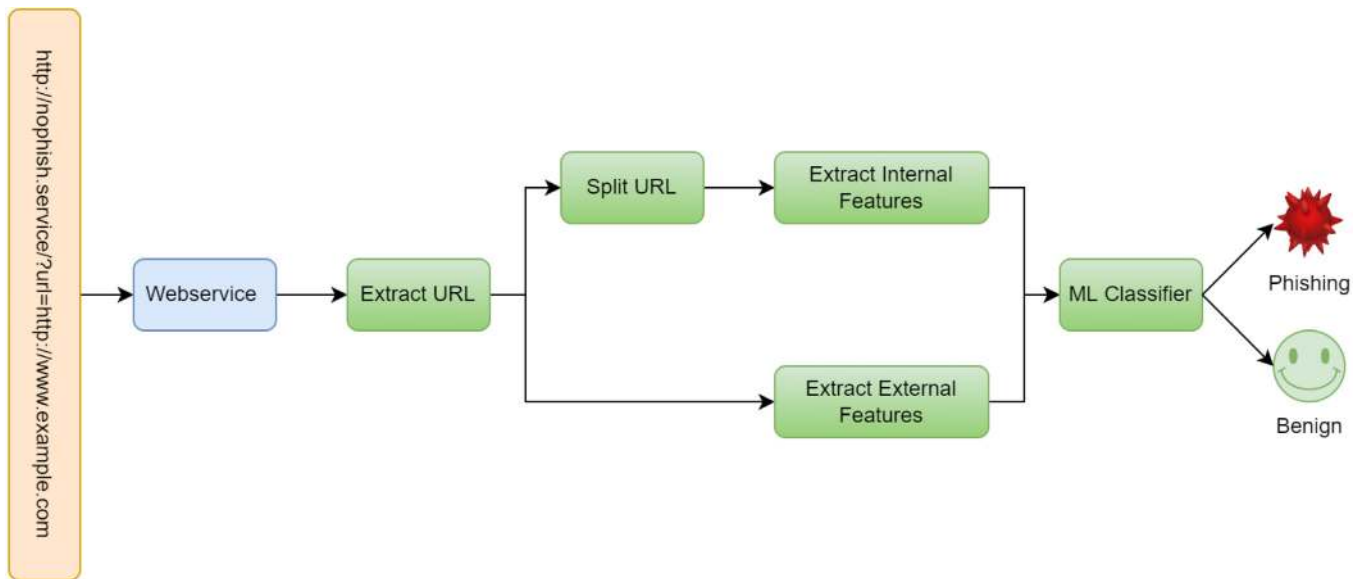 http://nophish.service/?url=http://www.example.com
Webservice
Extract URL
Split URL
Extract Internal
Features
Extract External
Features
ML Classifier
Phishing
Benign